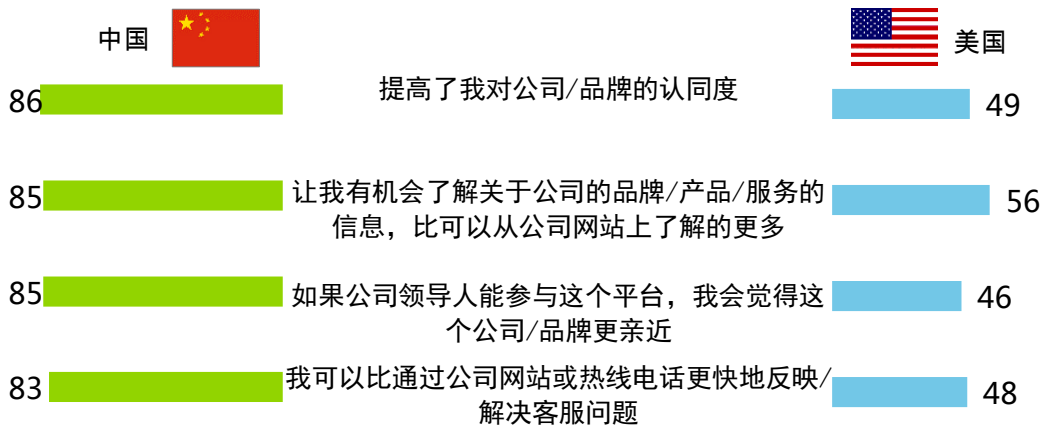 中国
美国
86
提高了我对公司/品牌的认同度
49
85
让我有机会了解关于公司的品牌/产品/服务的
信息，比可以从公司网站上了解的更多
56
85
如果公司领导人能参与这个平台，我会觉得这
个公司/品牌更亲近
46
83
我可以比通过公司网站或热线电话更快地反映/
解决客服问题
48